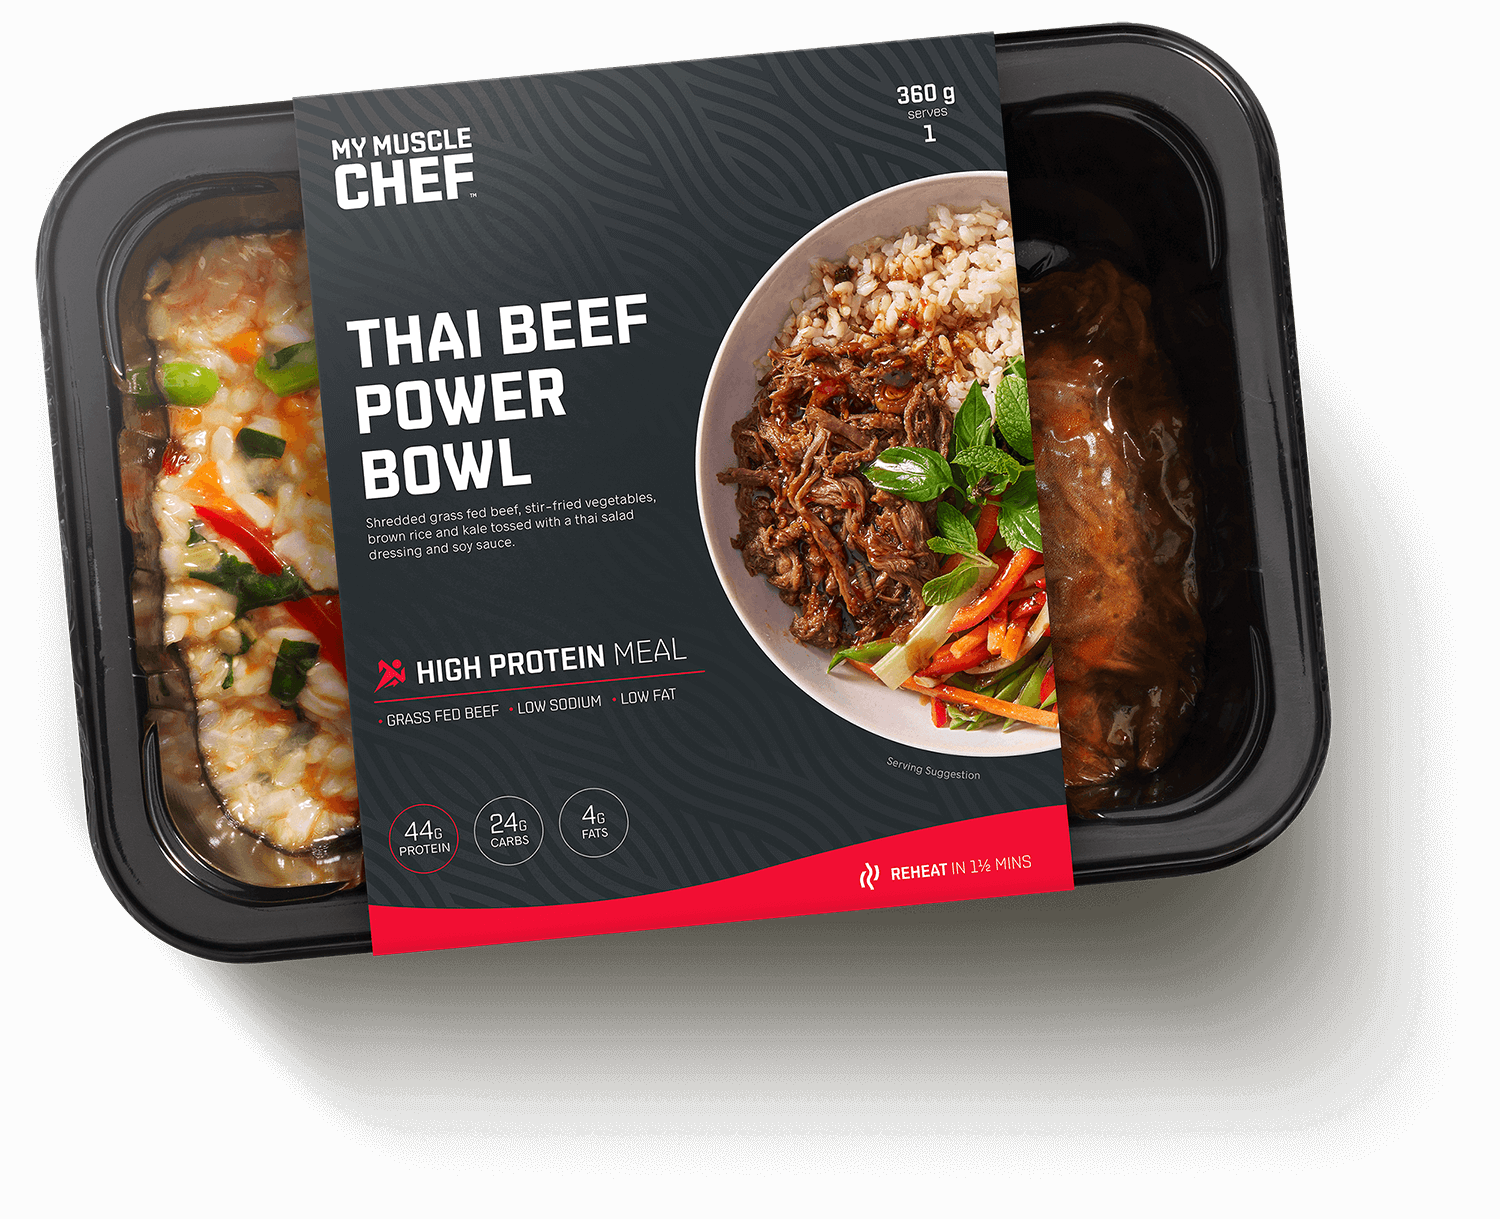 MY MUSCLE
CHEF™
360 g
serves
1
THAI BEEF
POWER
BOWL
Shredded grass fed beef, stir-fried vegetables,
brown rice and kale tossed with a thai salad
dressing and soy sauce.
HIGH PROTEIN MEAL
• GRASS FED BEEF • LOW SODIUM • LOW FAT
Serving Suggestion
44G
PROTEIN
24G
CARBS
4G
FATS
REHEAT IN 1½ MINS